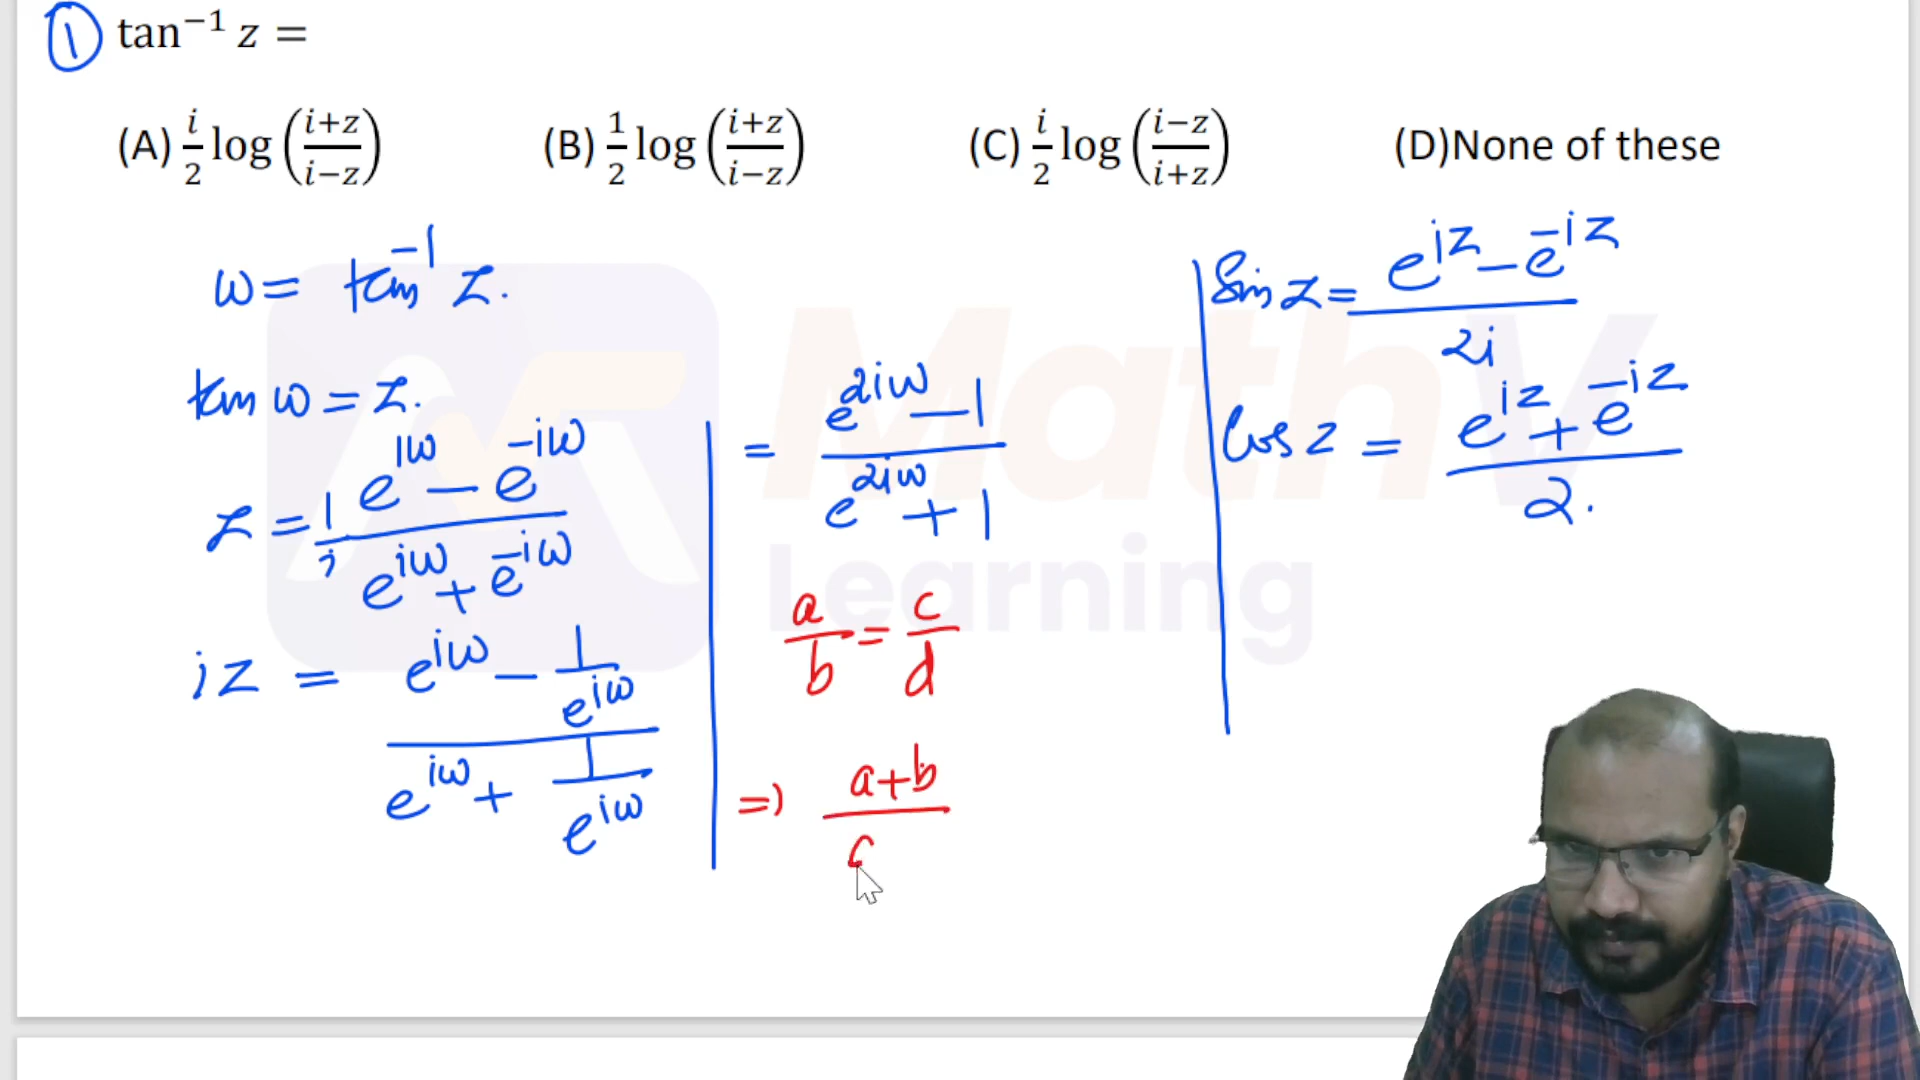 ① tan⁻¹ z =
(A) i/2 log ((i+z)/(i−z)) (B) 1/2 log ((i+z)/(i−z)) (C) i/2 log ((i−z)/(i+z)) (D)None of these
w = tan⁻¹ z.
tan w = z.
z = 1/i (e^{iw} − e^{-iw})/(e^{iw} + e^{-iw})
iz = (e^{iw} − 1/e^{iw})/(e^{iw} + 1/e^{iw})
= (e^{2iw} − 1)/(e^{2iw} + 1)
a/b = c/d
=> a+b
c
Sin z = (e^{iz} − e^{-iz})/2i
Cos z = (e^{iz} + e^{-iz})/2.
MathV
Learning